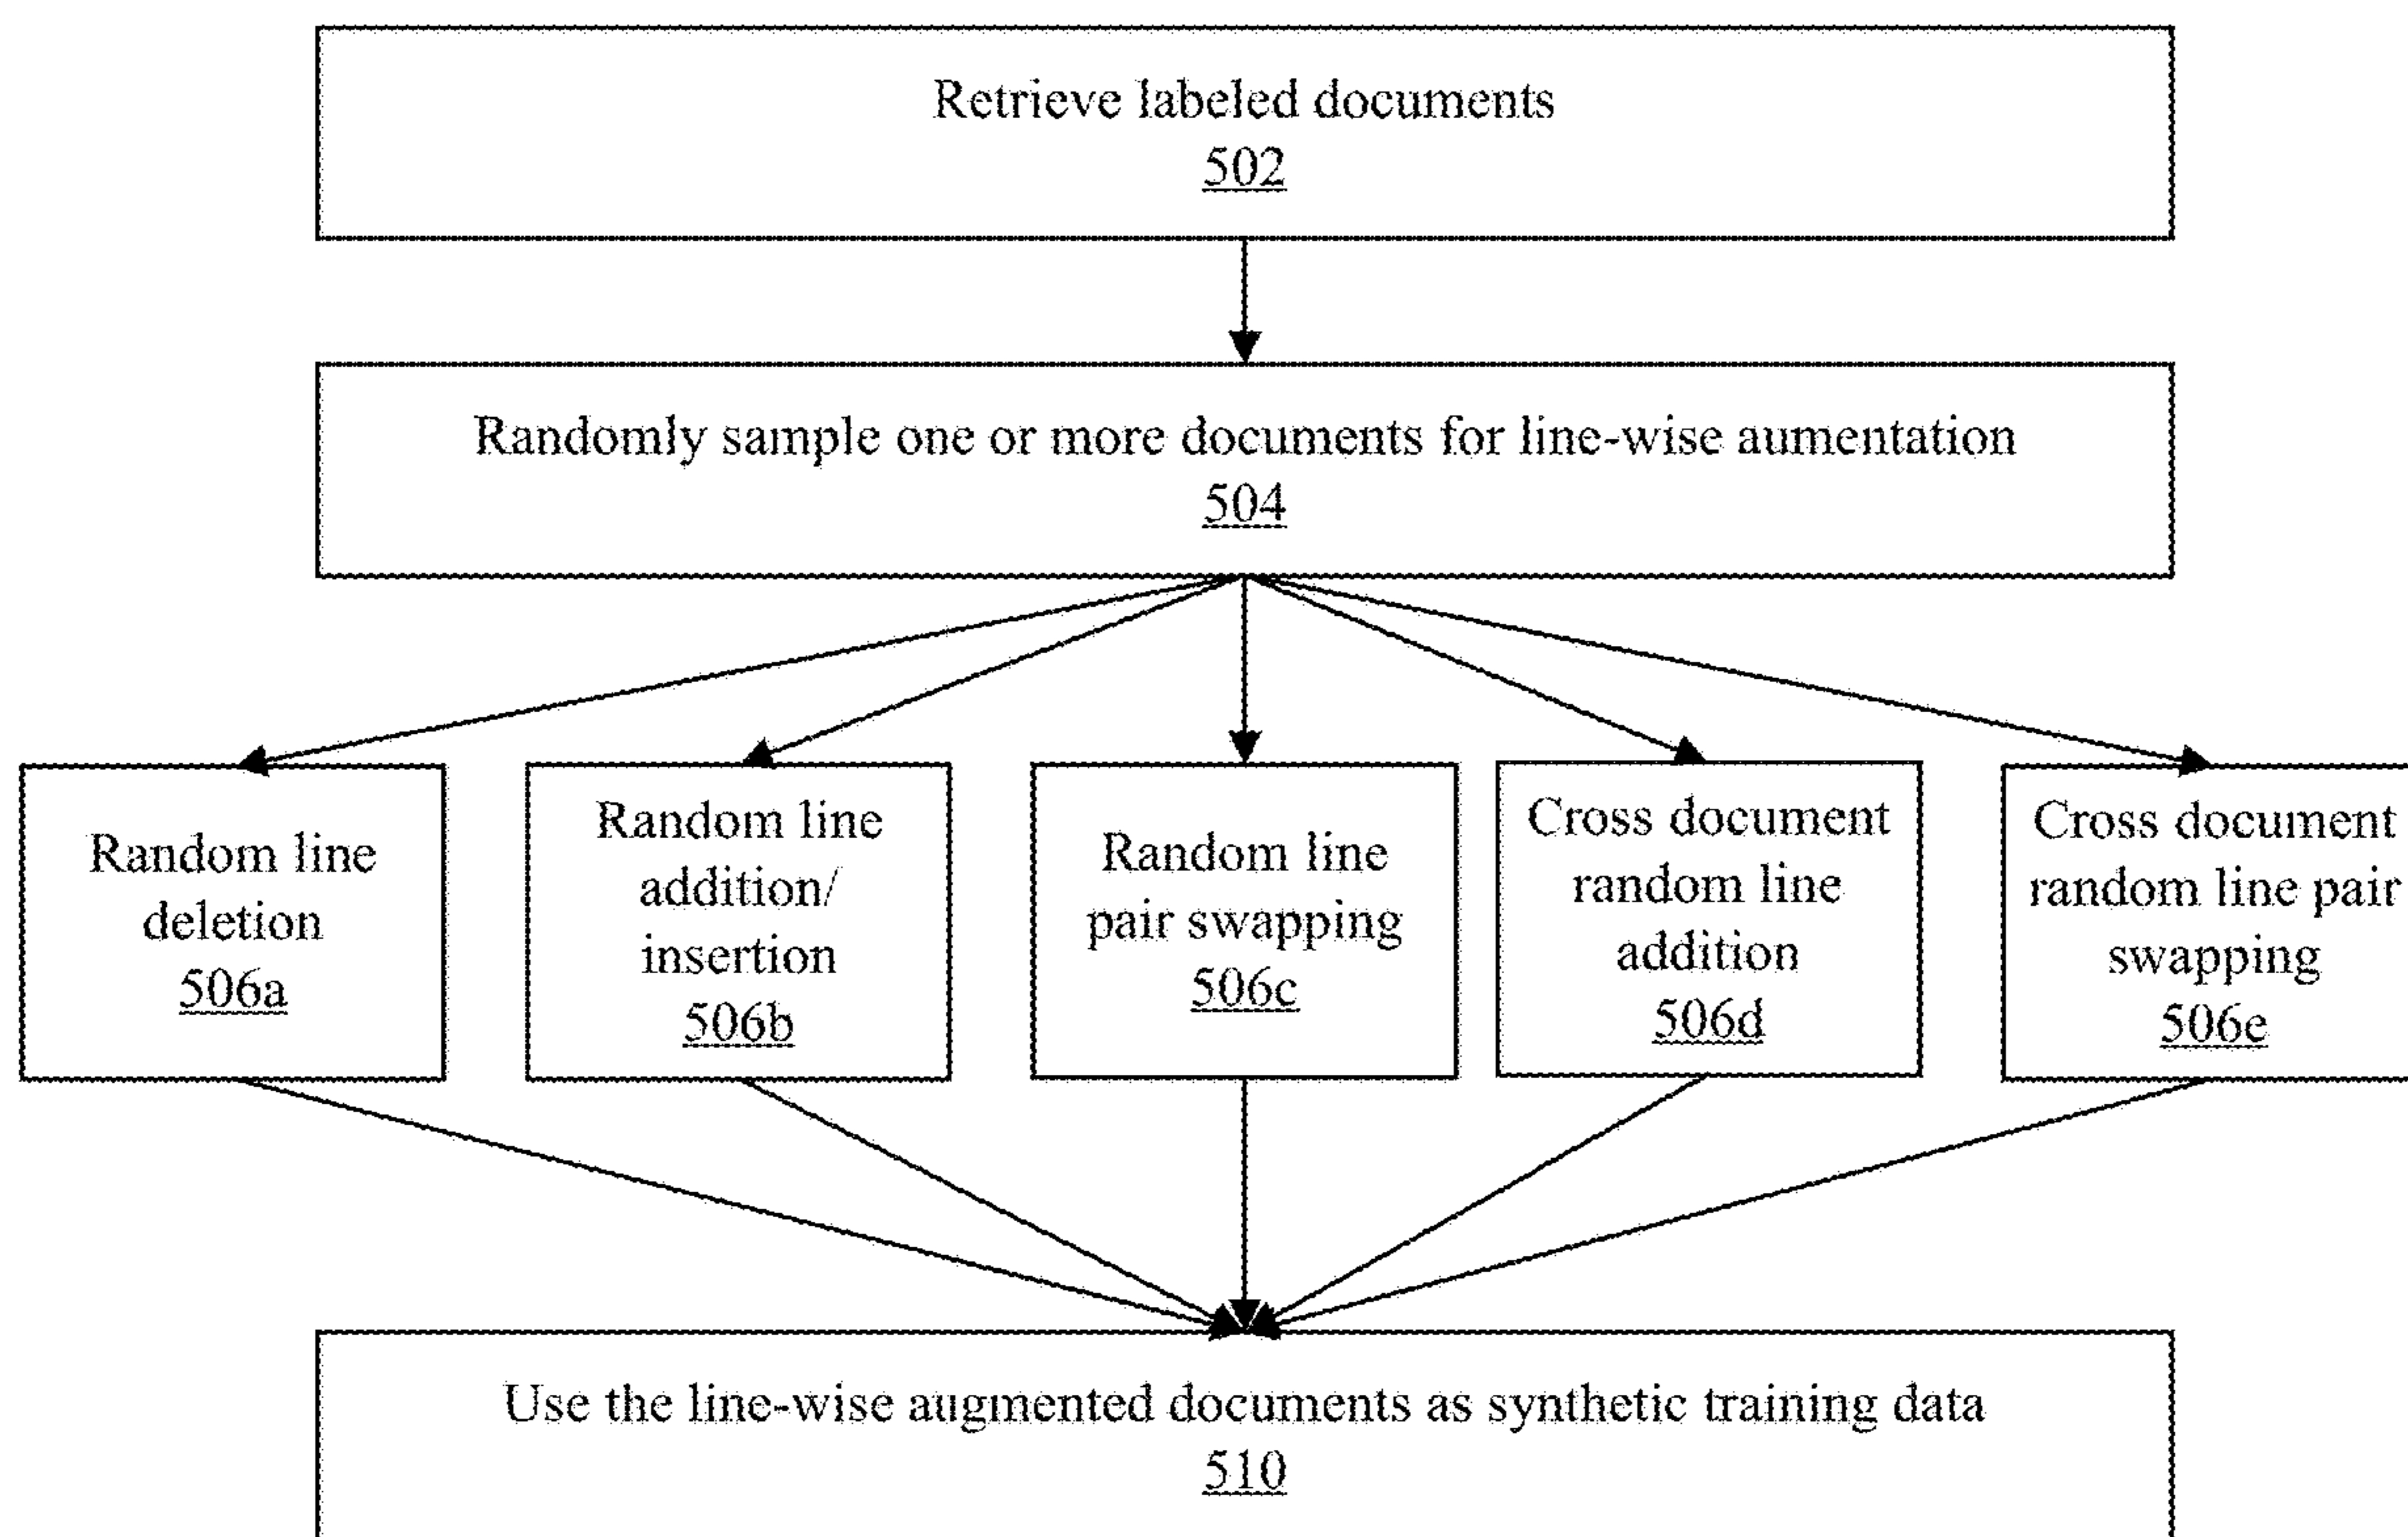 Retrieve labeled documents
502
Randomly sample one or more documents for line-wise aumentation
504
Random line
deletion
506a
Random line
addition/
insertion
506b
Random line
pair swapping
506c
Cross document
random line
addition
506d
Cross document
random line pair
swapping
506e
Use the line-wise augmented documents as synthetic training data
510